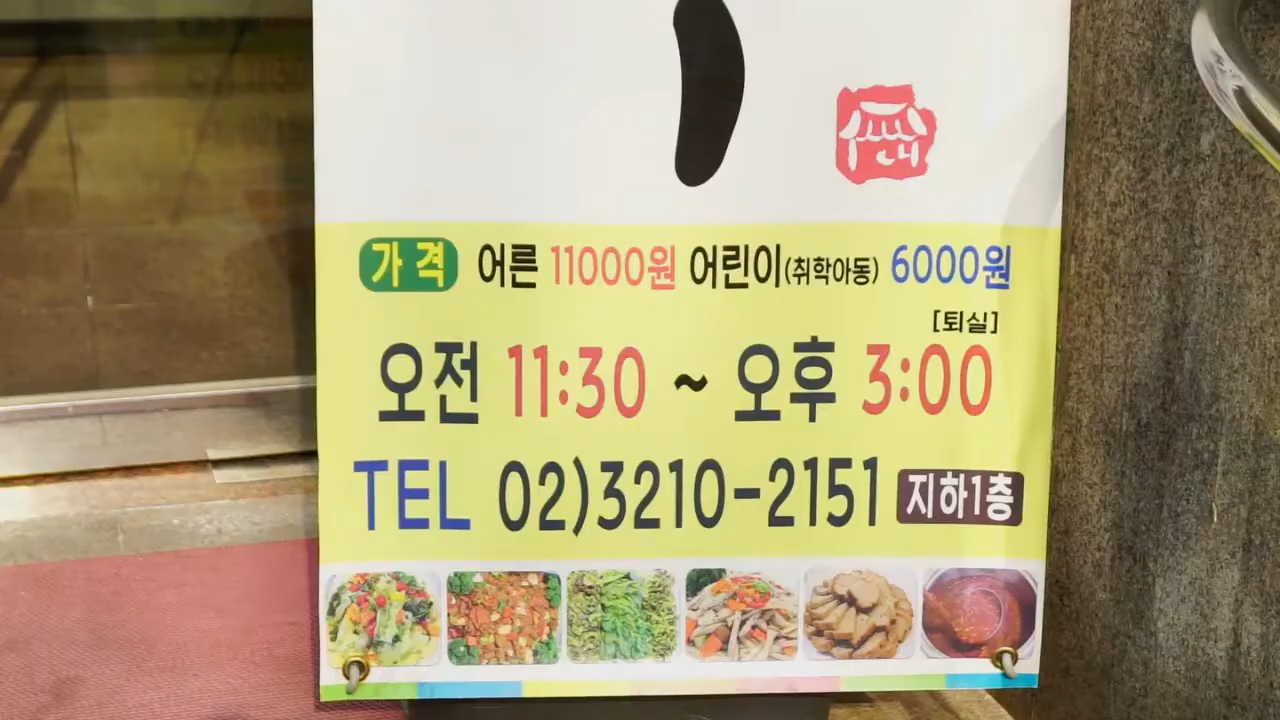 가격 어른 11000원 어린이(취학아동) 6000원
[퇴실]
오전 11:30 ~ 오후 3:00
TEL 02)3210-2151 지하1층